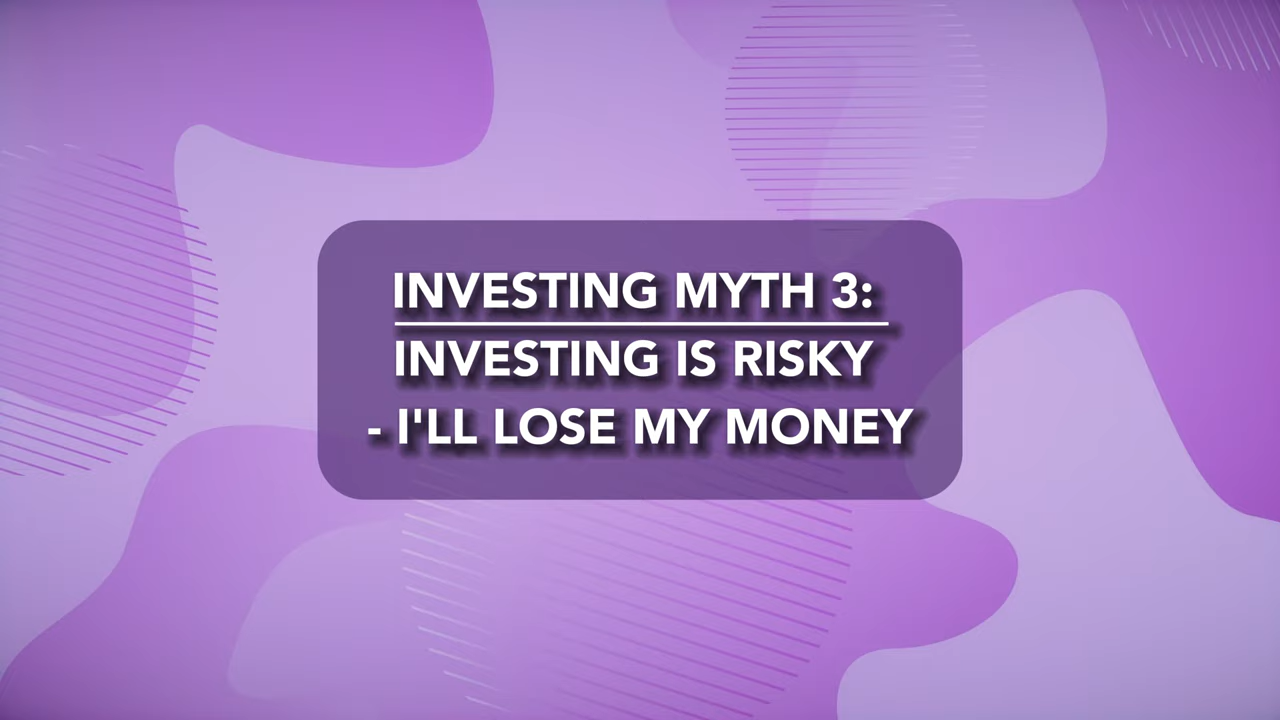 INVESTING MYTH 3:
INVESTING IS RISKY
- I'LL LOSE MY MONEY